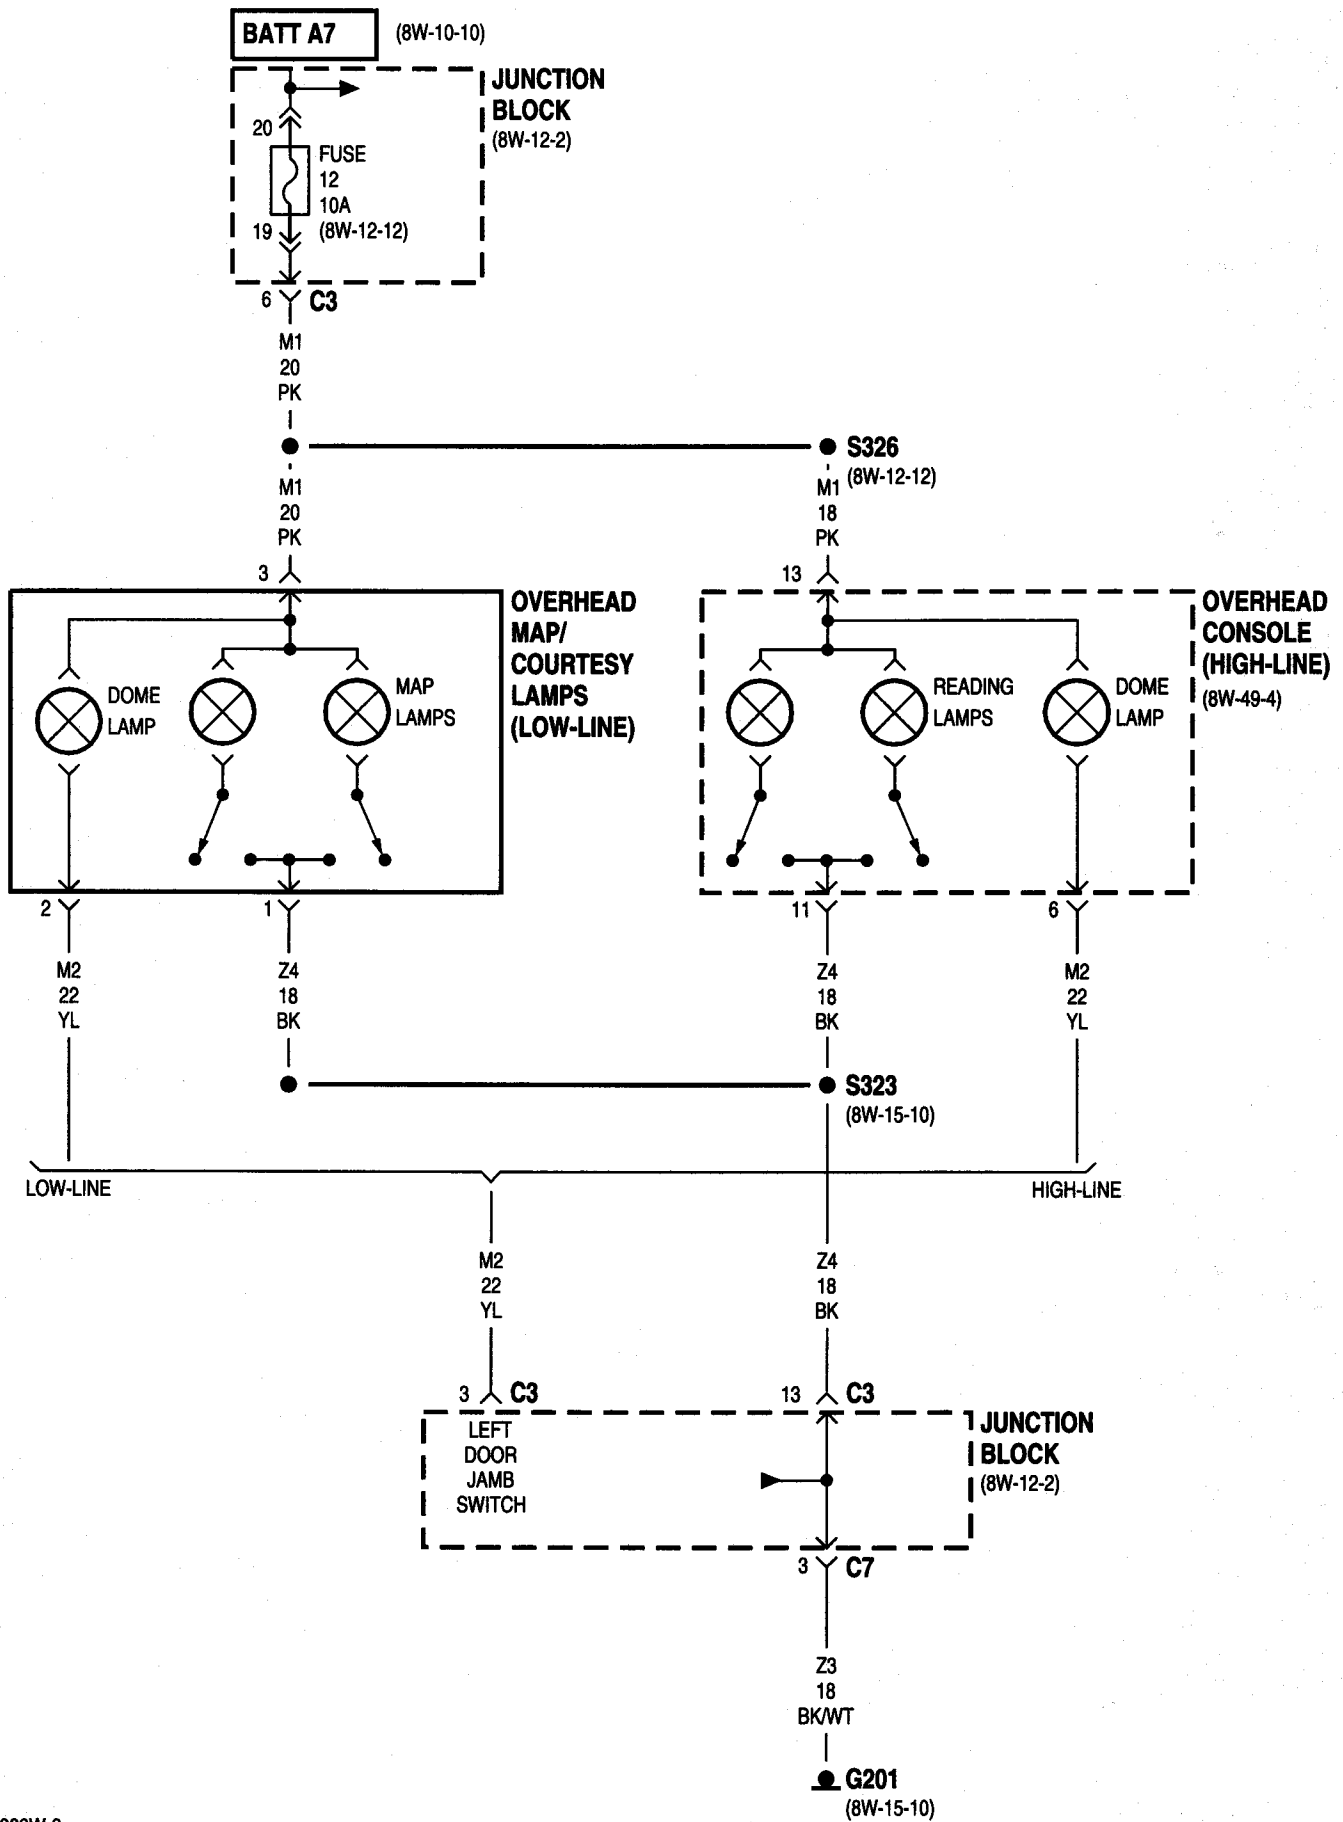 BATT A7 (8W-10-10)
JUNCTION
BLOCK
(8W-12-2)
20
FUSE
12
10A
(8W-12-12)
19
6 C3
M1
20
PK
S326
(8W-12-12)
M1
20
PK
M1
18
PK
3
13
OVERHEAD
MAP/
COURTESY
LAMPS
(LOW-LINE)
OVERHEAD
CONSOLE
(HIGH-LINE)
(8W-49-4)
DOME
LAMP
MAP
LAMPS
READING
LAMPS
DOME
LAMP
2
1
11
6
M2
22
YL
Z4
18
BK
Z4
18
BK
M2
22
YL
S323
(8W-15-10)
LOW-LINE
HIGH-LINE
M2
22
YL
Z4
18
BK
3 C3
13 C3
LEFT
DOOR
JAMB
SWITCH
JUNCTION
BLOCK
(8W-12-2)
3 C7
Z3
18
BK/WT
G201
(8W-15-10)